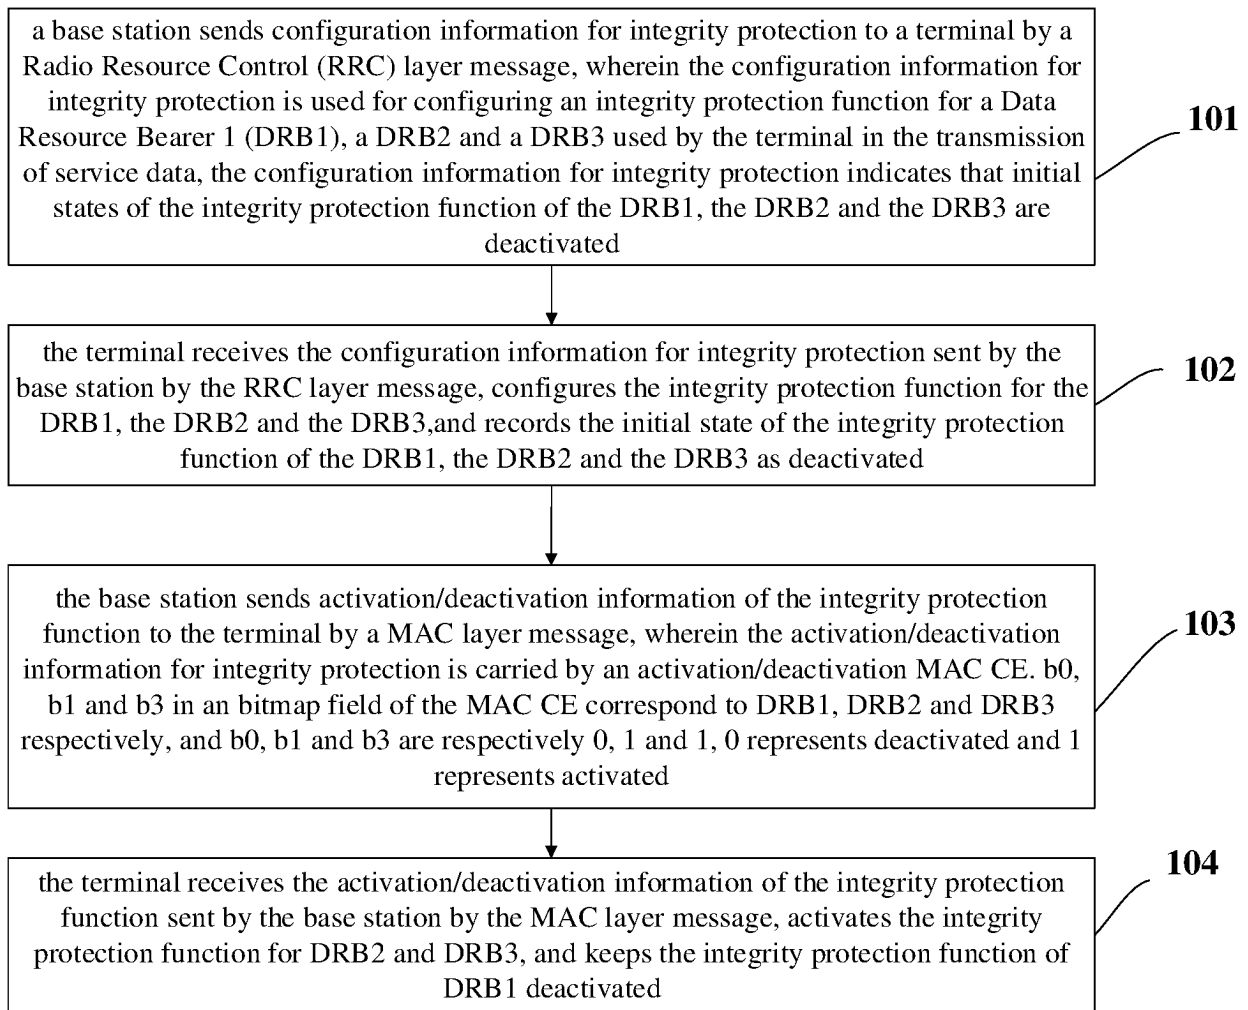 a base station sends configuration information for integrity protection to a terminal by a
Radio Resource Control (RRC) layer message, wherein the configuration information for
integrity protection is used for configuring an integrity protection function for a Data
Resource Bearer 1 (DRB1), a DRB2 and a DRB3 used by the terminal in the transmission
of service data, the configuration information for integrity protection indicates that initial
states of the integrity protection function of the DRB1, the DRB2 and the DRB3 are
deactivated
101
the terminal receives the configuration information for integrity protection sent by the
base station by the RRC layer message, configures the integrity protection function for the
DRB1, the DRB2 and the DRB3,and records the initial state of the integrity protection
function of the DRB1, the DRB2 and the DRB3 as deactivated
102
the base station sends activation/deactivation information of the integrity protection
function to the terminal by a MAC layer message, wherein the activation/deactivation
information for integrity protection is carried by an activation/deactivation MAC CE. b0,
b1 and b3 in an bitmap field of the MAC CE correspond to DRB1, DRB2 and DRB3
respectively, and b0, b1 and b3 are respectively 0, 1 and 1, 0 represents deactivated and 1
represents activated
103
the terminal receives the activation/deactivation information of the integrity protection
function sent by the base station by the MAC layer message, activates the integrity
protection function for DRB2 and DRB3, and keeps the integrity protection function of
DRB1 deactivated
104